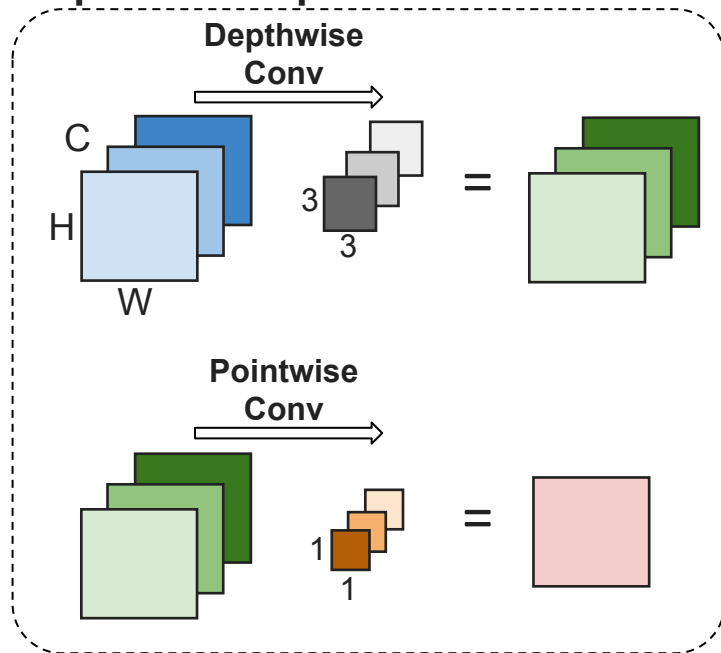 Depthwise
Conv
C
H
W
3
3
=
Pointwise
Conv
1
1
=